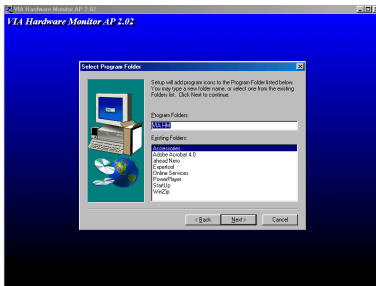 VIA Hardware Monitor AP 2.02
VIA Hardware Monitor AP 2.02
Select Program Folder
Setup will add program icons to the Program Folder listed below.
You may type a new folder name, or select one from the existing
Folders list. Click Next to continue.
Program Folders:
VIA HM
Existing Folders:
Accessories
Adobe Acrobat 4.0
ahead Nero
Expertool
Online Services
PowerPlayer
StartUp
WinZip
< Back
Next >
Cancel